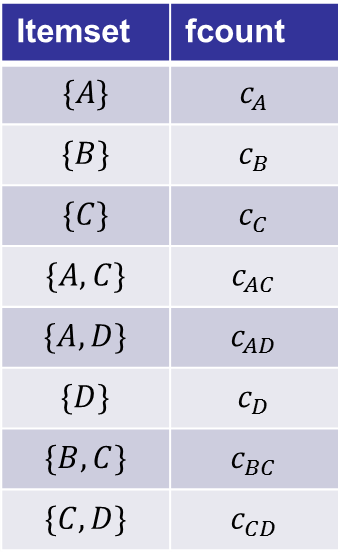 Itemset fcount
{A} c_A
{B} c_B
{C} c_C
{A, C} c_AC
{A, D} c_AD
{D} c_D
{B, C} c_BC
{C, D} c_CD